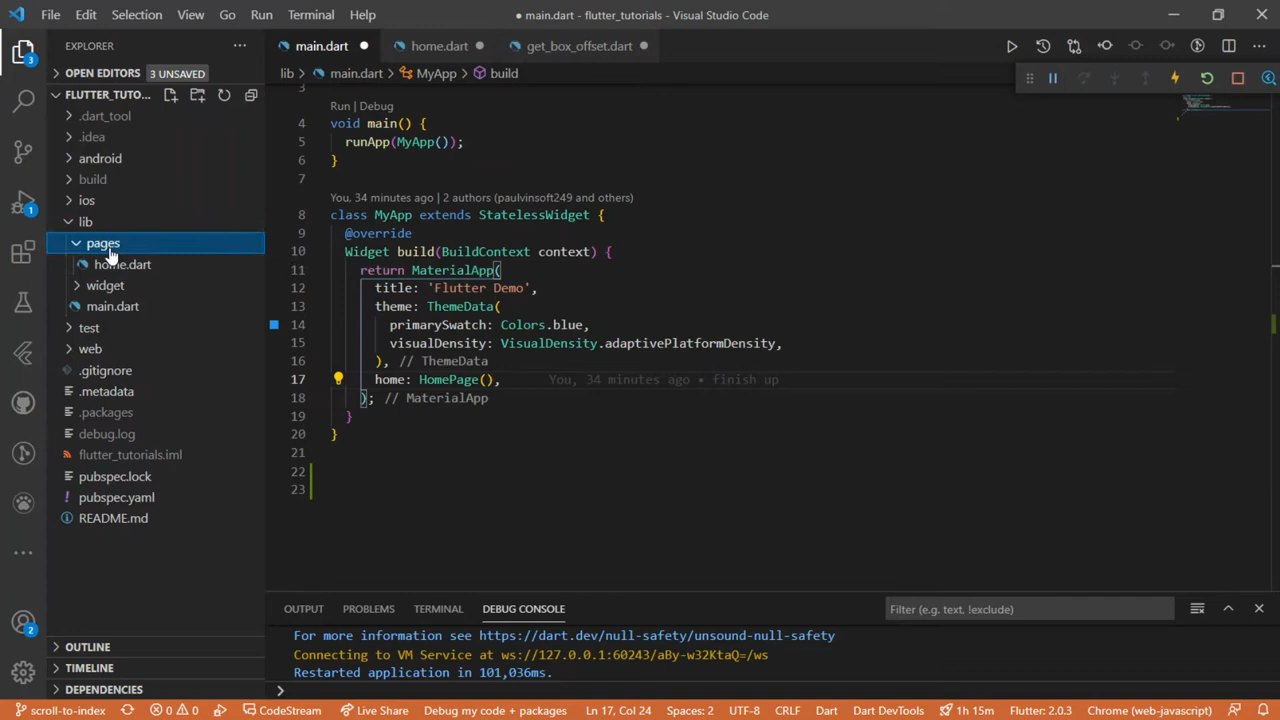 File Edit Selection View Go Run Terminal Help
main.dart - flutter_tutorials - Visual Studio Code
EXPLORER
main.dart
home.dart
get_box_offset.dart
OPEN EDITORS 3 UNSAVED
lib > main.dart > MyApp > build
FLUTTER_TUTO...
.dart_tool
.idea
android
build
ios
lib
pages
home.dart
widget
main.dart
test
web
.gitignore
.metadata
.packages
debug.log
flutter_tutorials.iml
pubspec.lock
pubspec.yaml
README.md
OUTLINE
TIMELINE
DEPENDENCIES
3
1
2
3
Run | Debug
4 void main() {
5 runApp(MyApp());
6 }
7
You, 34 minutes ago | 2 authors (paulvinsoft249 and others)
8 class MyApp extends StatelessWidget {
9 @override
10 Widget build(BuildContext context) {
11 return MaterialApp(
12 title: 'Flutter Demo',
13 theme: ThemeData(
14 primarySwatch: Colors.blue,
15 visualDensity: VisualDensity.adaptivePlatformDensity,
16 ), // ThemeData
17 home: HomePage(), You, 34 minutes ago • finish up
18 ); // MaterialApp
19 }
20 }
21
22
23
OUTPUT PROBLEMS TERMINAL DEBUG CONSOLE
Filter (e.g. text, !exclude)
For more information see https://dart.dev/null-safety/unsound-null-safety
Connecting to VM Service at ws://127.0.0.1:60243/aBy-w32KtaQ=/ws
Restarted application in 101,036ms.
scroll-to-index 0 0 CodeStream Live Share Debug my code + packages Ln 17, Col 24 Spaces: 2 UTF-8 CRLF Dart Dart DevTools 1h 15m Flutter: 2.0.3 Chrome (web-javascript)